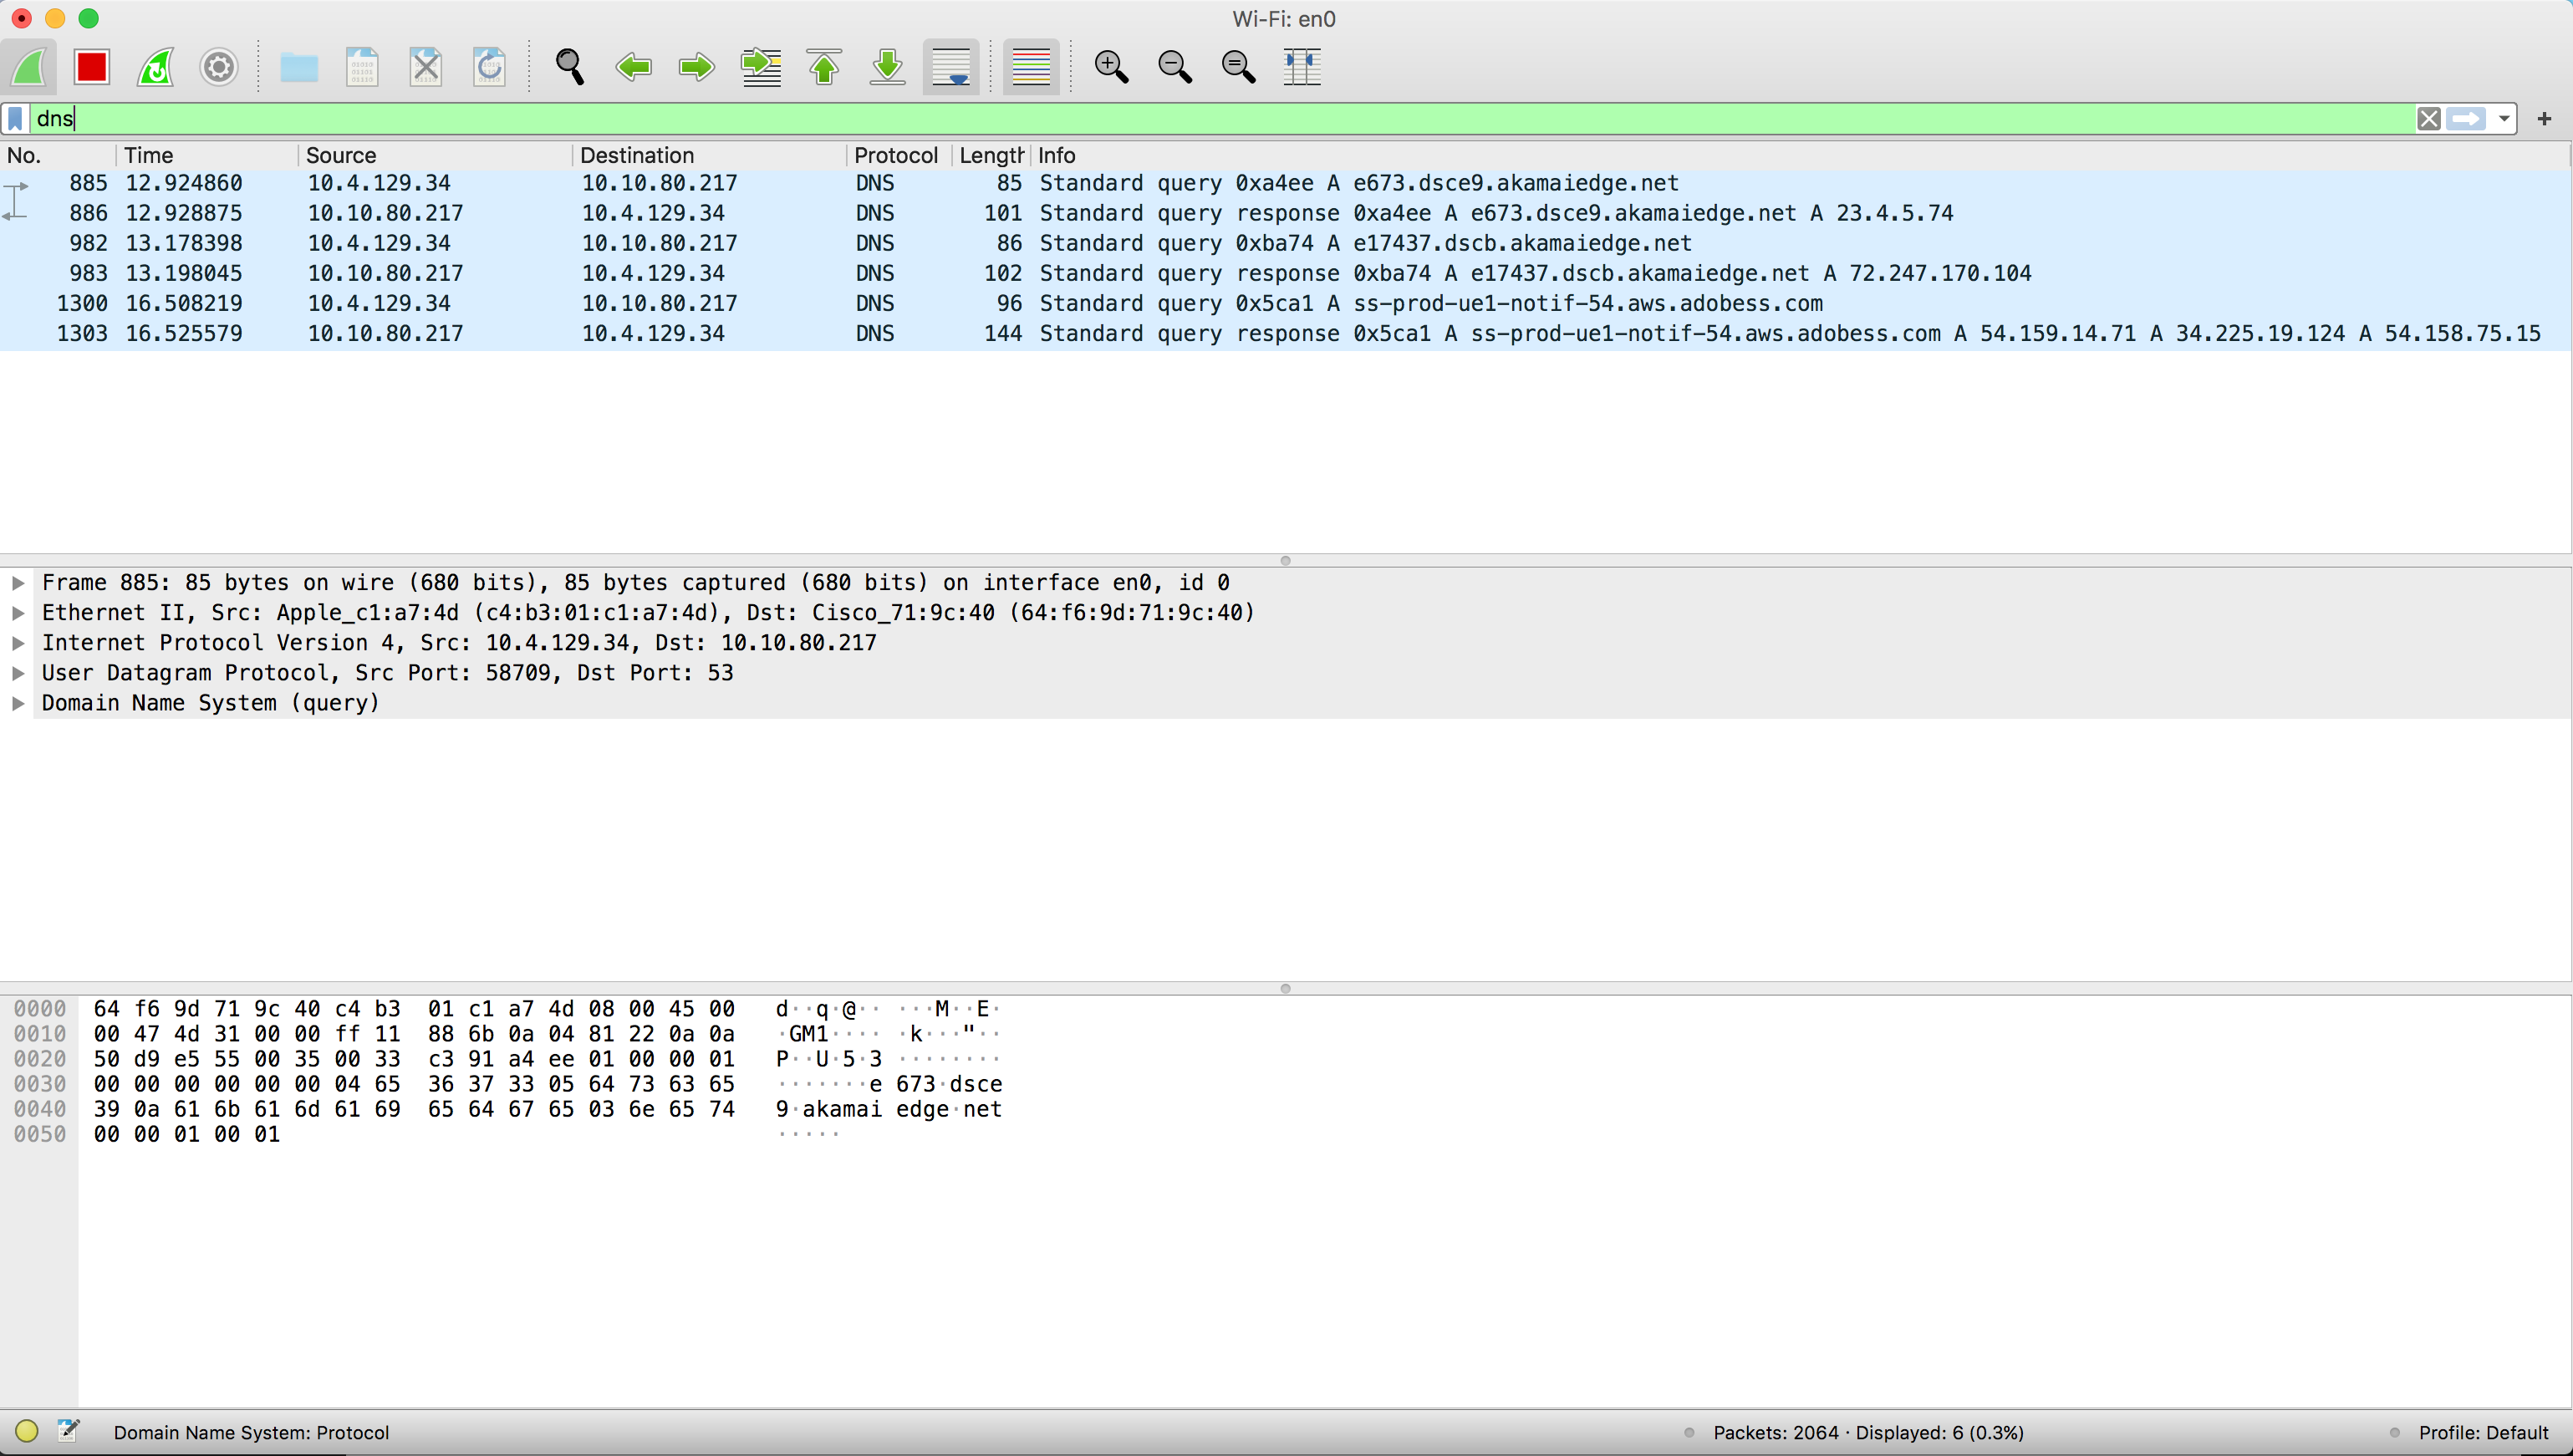 Wi-Fi: en0
dns
No. Time Source Destination Protocol Length Info
885 12.924860 10.4.129.34 10.10.80.217 DNS 85 Standard query 0xa4ee A e673.dsce9.akamaiedge.net
886 12.928875 10.10.80.217 10.4.129.34 DNS 101 Standard query response 0xa4ee A e673.dsce9.akamaiedge.net A 23.4.5.74
982 13.178398 10.4.129.34 10.10.80.217 DNS 86 Standard query 0xba74 A e17437.dscb.akamaiedge.net
983 13.198045 10.10.80.217 10.4.129.34 DNS 102 Standard query response 0xba74 A e17437.dscb.akamaiedge.net A 72.247.170.104
1300 16.508219 10.4.129.34 10.10.80.217 DNS 96 Standard query 0x5ca1 A ss-prod-ue1-notif-54.aws.adobess.com
1303 16.525579 10.10.80.217 10.4.129.34 DNS 144 Standard query response 0x5ca1 A ss-prod-ue1-notif-54.aws.adobess.com A 54.159.14.71 A 34.225.19.124 A 54.158.75.15
Frame 885: 85 bytes on wire (680 bits), 85 bytes captured (680 bits) on interface en0, id 0
Ethernet II, Src: Apple_c1:a7:4d (c4:b3:01:c1:a7:4d), Dst: Cisco_71:9c:40 (64:f6:9d:71:9c:40)
Internet Protocol Version 4, Src: 10.4.129.34, Dst: 10.10.80.217
User Datagram Protocol, Src Port: 58709, Dst Port: 53
Domain Name System (query)
0000 64 f6 9d 71 9c 40 c4 b3 01 c1 a7 4d 08 00 45 00 d··q·@·· ···M··E·
0010 00 47 4d 31 00 00 ff 11 88 6b 0a 04 81 22 0a 0a ·GM1···· ·k···"··
0020 50 d9 e5 55 00 35 00 33 c3 91 a4 ee 01 00 00 01 P··U·5·3 ········
0030 00 00 00 00 00 00 04 65 36 37 33 05 64 73 63 65 ·······e 673·dsce
0040 39 0a 61 6b 61 6d 61 69 65 64 67 65 03 6e 65 74 9·akamai edge·net
0050 00 00 01 00 01 ·····
Domain Name System: Protocol Packets: 2064 · Displayed: 6 (0.3%) Profile: Default